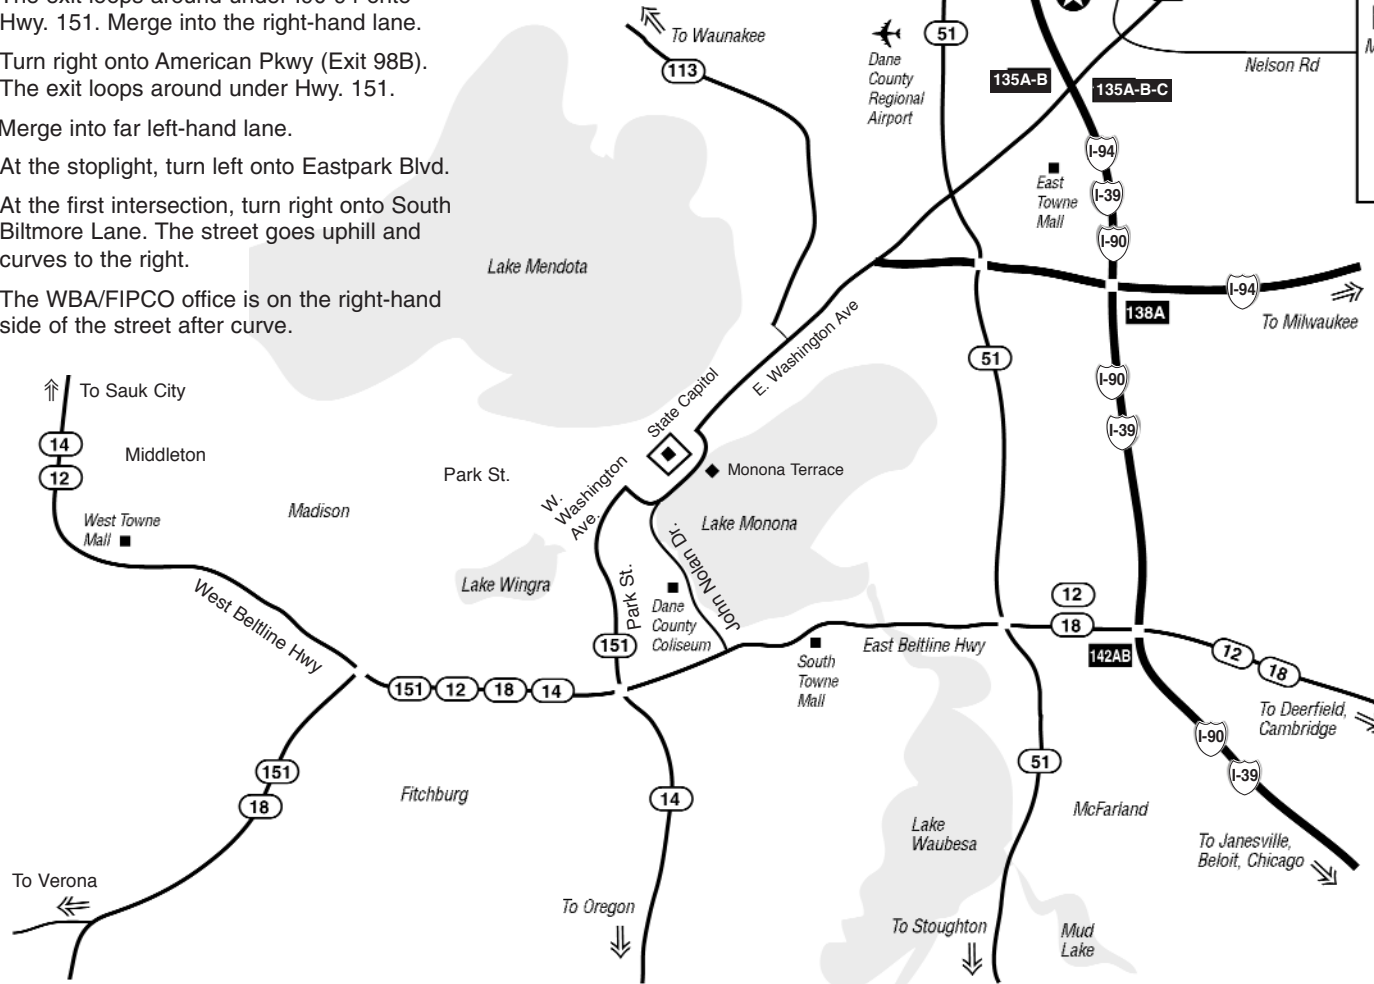 Hwy. 151. Merge into the right-hand lane.
Turn right onto American Pkwy (Exit 98B).
The exit loops around under Hwy. 151.
Merge into far left-hand lane.
At the stoplight, turn left onto Eastpark Blvd.
At the first intersection, turn right onto South
Biltmore Lane. The street goes uphill and
curves to the right.
The WBA/FIPCO office is on the right-hand
side of the street after curve.
To Waunakee
113
51
Dane
County
Regional
Airport
135A-B
135A-B-C
Nelson Rd
I-94
East
Towne
Mall
I-39
I-90
I-94
To Milwaukee
138A
Lake Mendota
E. Washington Ave
51
I-90
I-39
State Capitol
To Sauk City
14
12
Middleton
Park St.
Madison
West Towne
Mall
W.
Washington
Ave.
Monona Terrace
Lake Monona
Lake Wingra
John Nolan Dr.
Park St.
Dane
County
Coliseum
151
West Beltline Hwy
151
12
18
14
South
Towne
Mall
East Beltline Hwy
12
18
142AB
12
18
To Deerfield,
Cambridge
I-90
I-39
51
151
18
Fitchburg
14
Lake
Waubesa
McFarland
To Janesville,
Beloit, Chicago
To Verona
To Oregon
To Stoughton
Mud
Lake